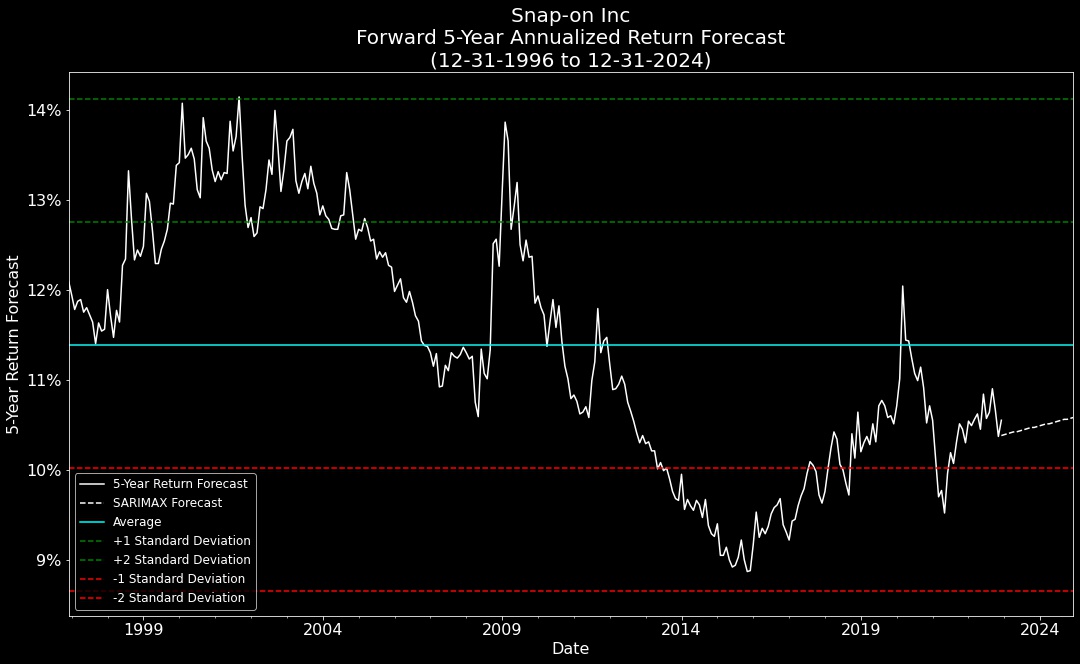 Snap-on Inc
Forward 5-Year Annualized Return Forecast
(12-31-1996 to 12-31-2024)
5-Year Return Forecast
14%
13%
12%
11%
10%
9%
5-Year Return Forecast
SARIMAX Forecast
Average
+1 Standard Deviation
+2 Standard Deviation
-1 Standard Deviation
-2 Standard Deviation
1999
2004
2009
2014
2019
2024
Date